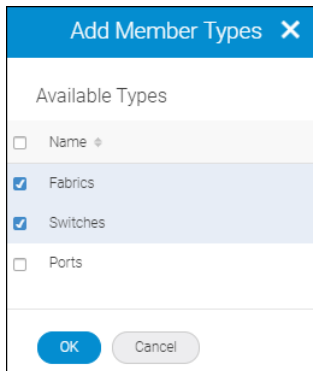 Add Member Types
Available Types
Name
Fabrics
Switches
Ports
OK Cancel